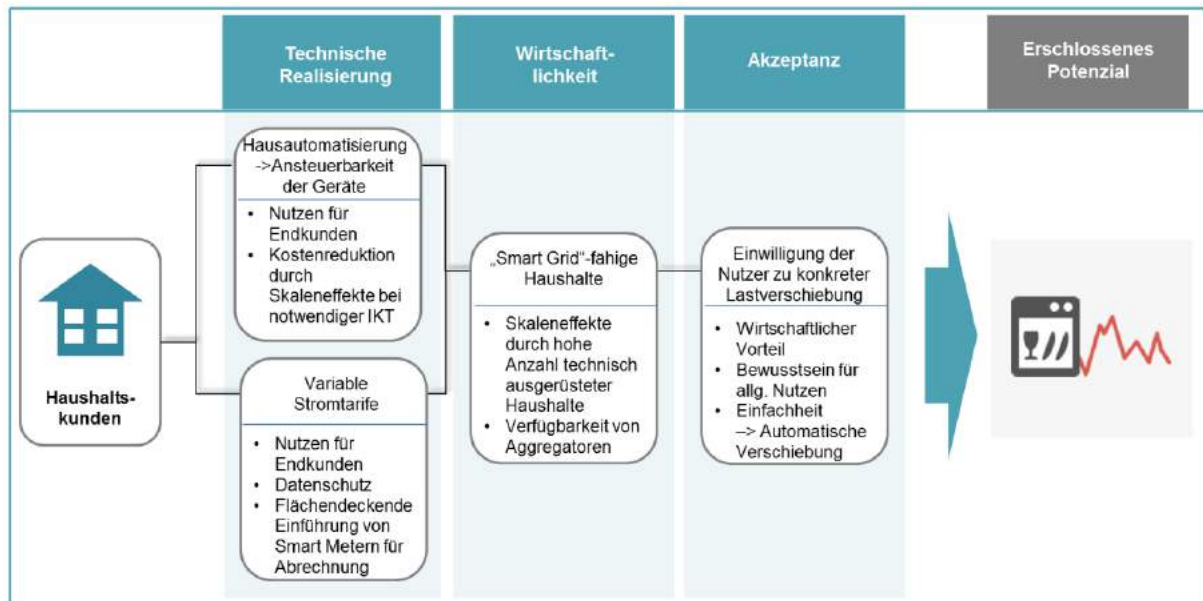 Technische
Realisierung
Wirtschaft-
lichkeit
Akzeptanz
Erschlossenes
Potenzial
Haushalts-
kunden
Hausautomatisierung
->Ansteuerbarkeit
der Geräte
• Nutzen für
Endkunden
• Kostenreduktion
durch
Skaleneffekte bei
notwendiger IKT
Variable
Stromtarife
• Nutzen für
Endkunden
• Datenschutz
• Flächendeckende
Einführung von
Smart Metern für
Abrechnung
„Smart Grid“-fähige
Haushalte
• Skaleneffekte
durch hohe
Anzahl technisch
ausgerüsteter
Haushalte
• Verfügbarkeit von
Aggregatoren
Einwilligung der
Nutzer zu konkreter
Lastverschiebung
• Wirtschaftlicher
Vorteil
• Bewusstsein für
allg. Nutzen
• Einfachheit
–> Automatische
Verschiebung